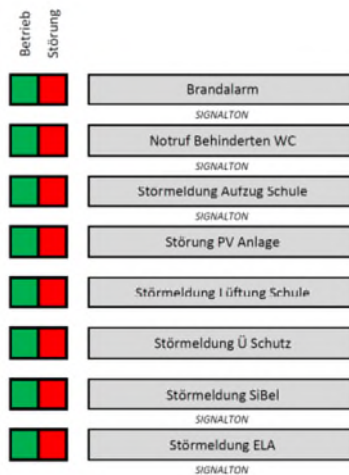 Betrieb
Störung
Brandalarm
SIGNALTON
Notruf Behinderten WC
SIGNALTON
Störmeldung Aufzug Schule
SIGNALTON
Störung PV Anlage
Störmeldung Lüftung Schule
Störmeldung Ü Schutz
Störmeldung SiBel
SIGNALTON
Störmeldung ELA
SIGNALTON